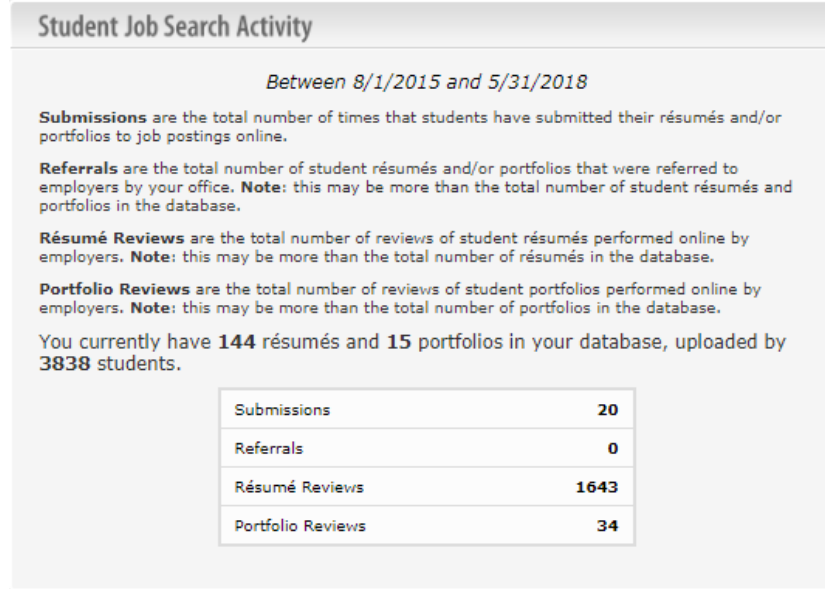 Student Job Search Activity
Between 8/1/2015 and 5/31/2018
Submissions are the total number of times that students have submitted their résumés and/or
portfolios to job postings online.
Referrals are the total number of student résumés and/or portfolios that were referred to
employers by your office. Note: this may be more than the total number of student résumés and
portfolios in the database.
Résumé Reviews are the total number of reviews of student résumés performed online by
employers. Note: this may be more than the total number of résumés in the database.
Portfolio Reviews are the total number of reviews of student portfolios performed online by
employers. Note: this may be more than the total number of portfolios in the database.
You currently have 144 résumés and 15 portfolios in your database, uploaded by
3838 students.
Submissions 20
Referrals 0
Résumé Reviews 1643
Portfolio Reviews 34